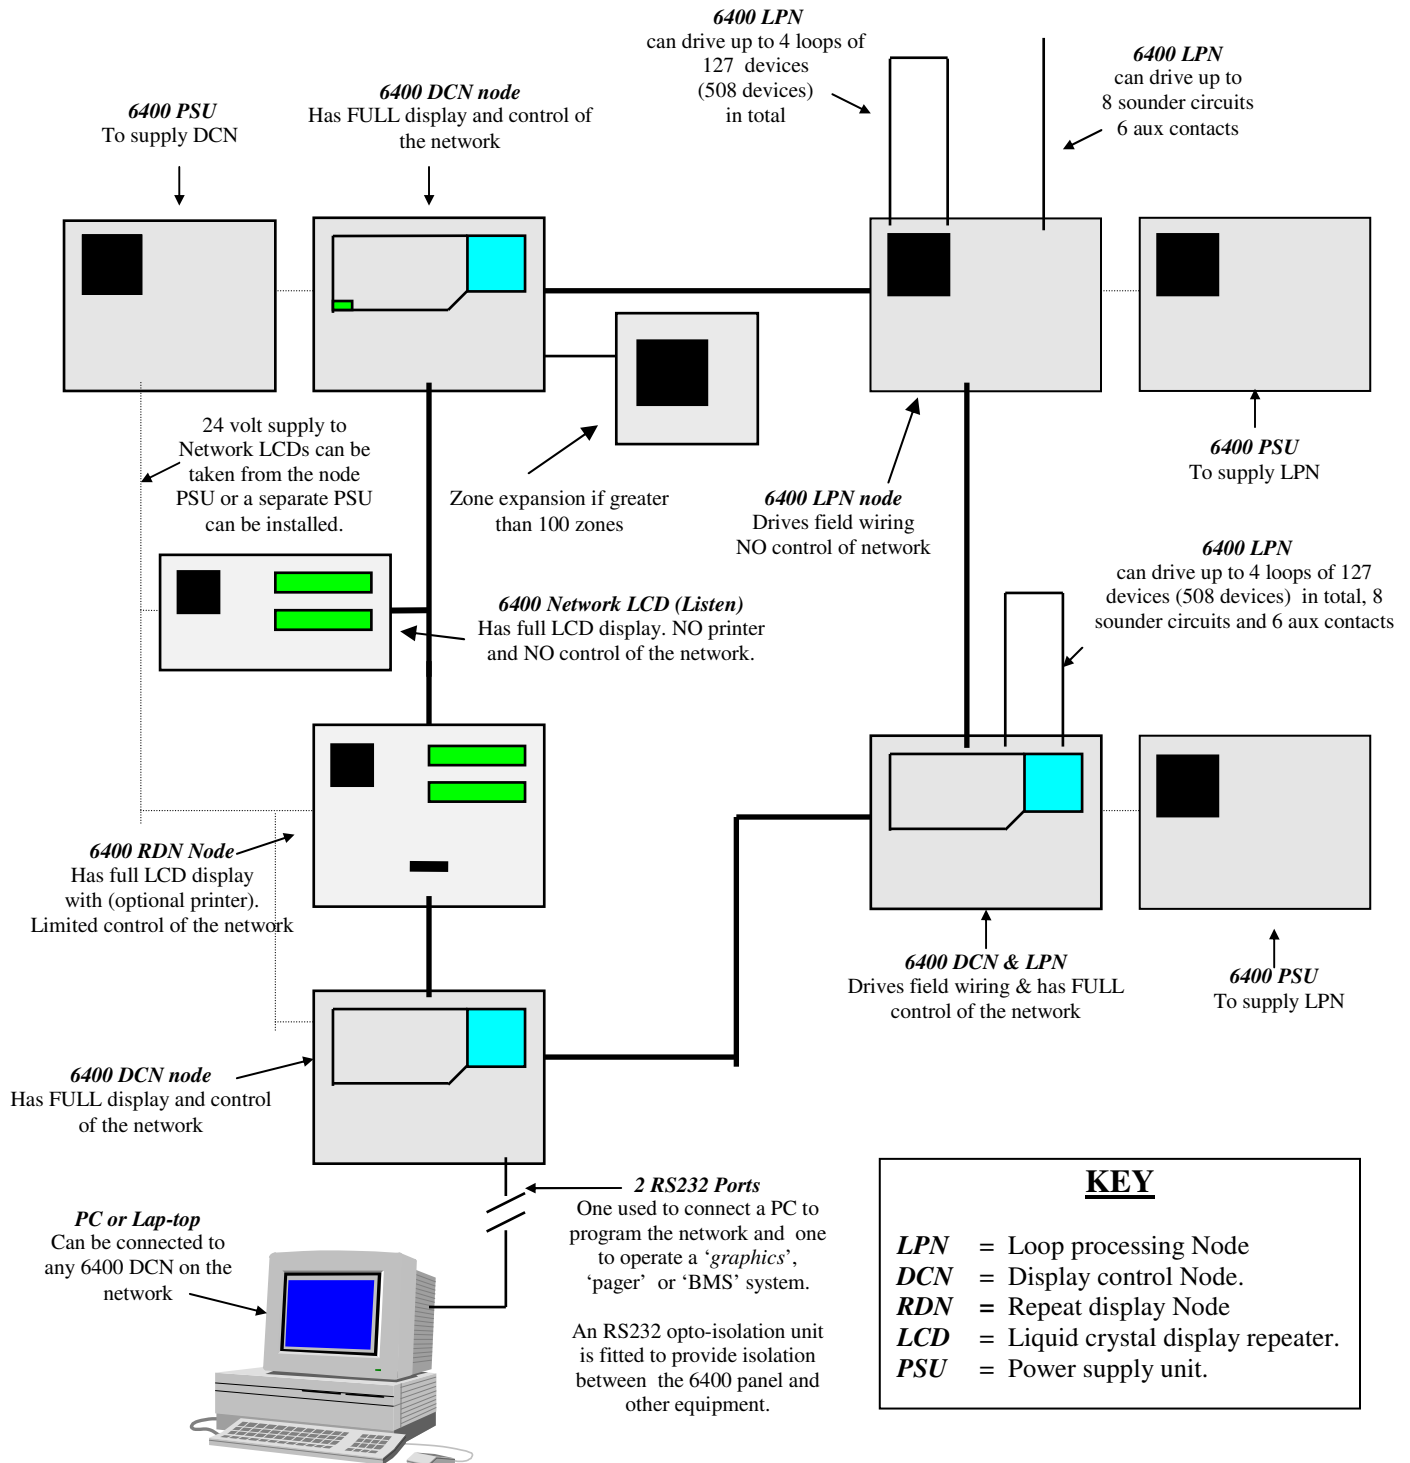 6400 LPN
can drive up to 4 loops of
127 devices
(508 devices)
in total
6400 LPN
can drive up to
8 sounder circuits
6 aux contacts
6400 DCN node
Has FULL display and control of
the network
6400 PSU
To supply DCN
24 volt supply to
Network LCDs can be
taken from the node
PSU or a separate PSU
can be installed.
Zone expansion if greater
than 100 zones
6400 LPN node
Drives field wiring
NO control of network
6400 PSU
To supply LPN
6400 LPN
can drive up to 4 loops of 127
devices (508 devices) in total, 8
sounder circuits and 6 aux contacts
6400 Network LCD (Listen)
Has full LCD display. NO printer
and NO control of the network.
6400 RDN Node
Has full LCD display
with (optional printer).
Limited control of the network
6400 DCN & LPN
Drives field wiring & has FULL
control of the network
6400 PSU
To supply LPN
6400 DCN node
Has FULL display and control
of the network
2 RS232 Ports
One used to connect a PC to
program the network and one
to operate a ‘graphics’,
‘pager’ or ‘BMS’ system.
An RS232 opto-isolation unit
is fitted to provide isolation
between the 6400 panel and
other equipment.
PC or Lap-top
Can be connected to
any 6400 DCN on the
network
KEY
LPN = Loop processing Node
DCN = Display control Node.
RDN = Repeat display Node
LCD = Liquid crystal display repeater.
PSU = Power supply unit.